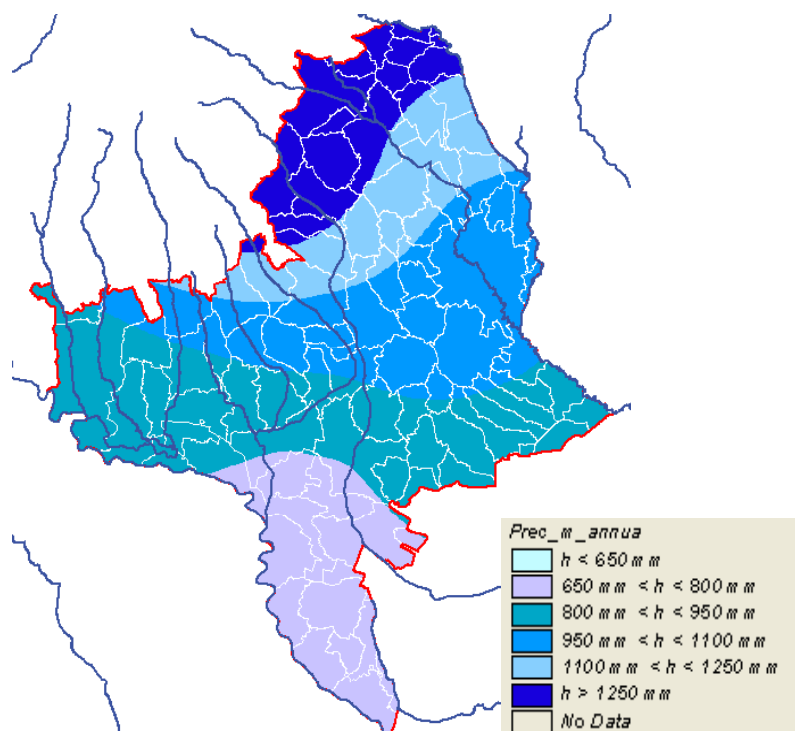 Prec_m_annua
h < 650 mm
650 mm < h < 800 mm
800 mm < h < 950 mm
950 mm < h < 1100 mm
1100 mm < h < 1250 mm
h > 1250 mm
No Data